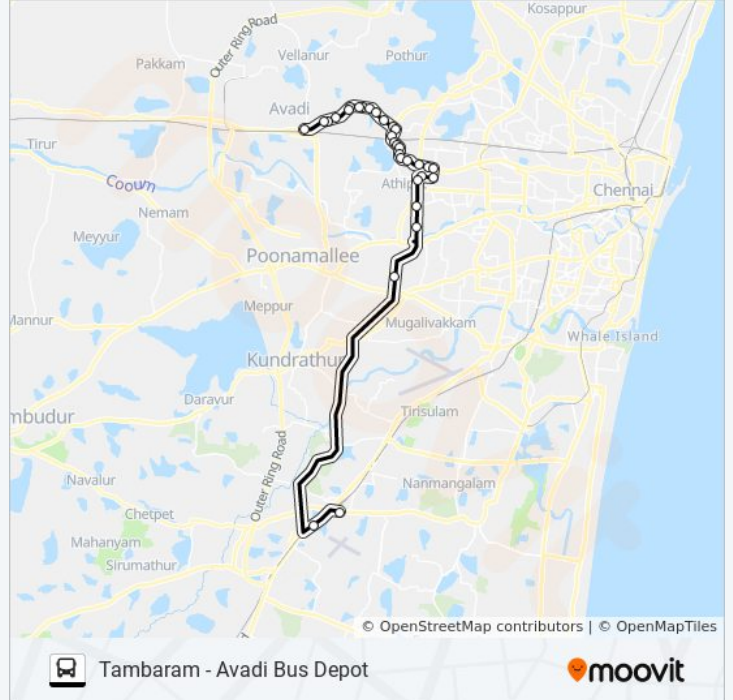 Kosappur
Outer Ring Road
Vellanur
Pothur
Pakkam
Avadi
Tirur
Cooum
Athip
Chennai
Nemam
Meyyur
Poonamallee
Meppur
Mannur
Mugalivakkam
Whale Island
Kundrathur
Daravur
mbudur
Tirisulam
Outer Ring Road
Navalur
Nanmangalam
Chetpet
Mahanyam
Sirumathur
© OpenStreetMap contributors | © OpenMapTiles
Tambaram - Avadi Bus Depot
moovit